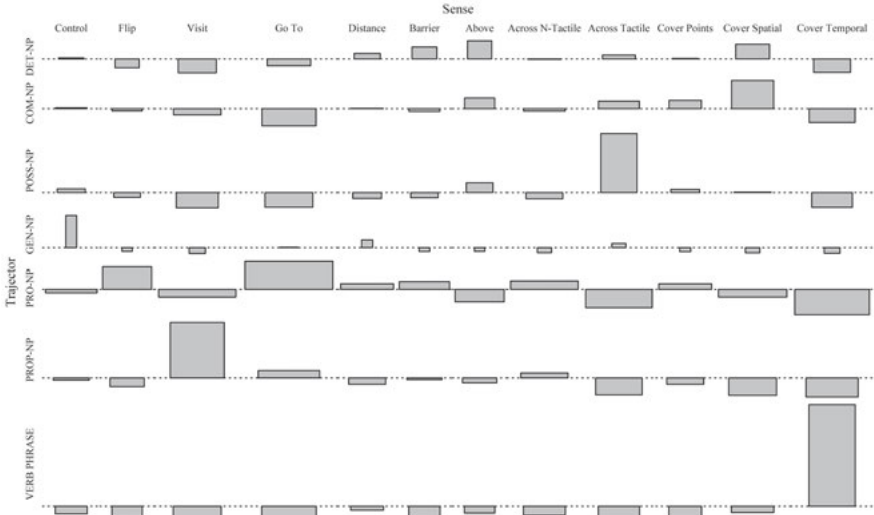 Sense
Control Flip Visit Go To Distance Barrier Above Across N-Tactile Across Tactile Cover Points Cover Spatial Cover Temporal
Trajector
DET-NP
COM-NP
POSS-NP
GEN-NP
PRO-NP
PROP-NP
VERB PHRASE